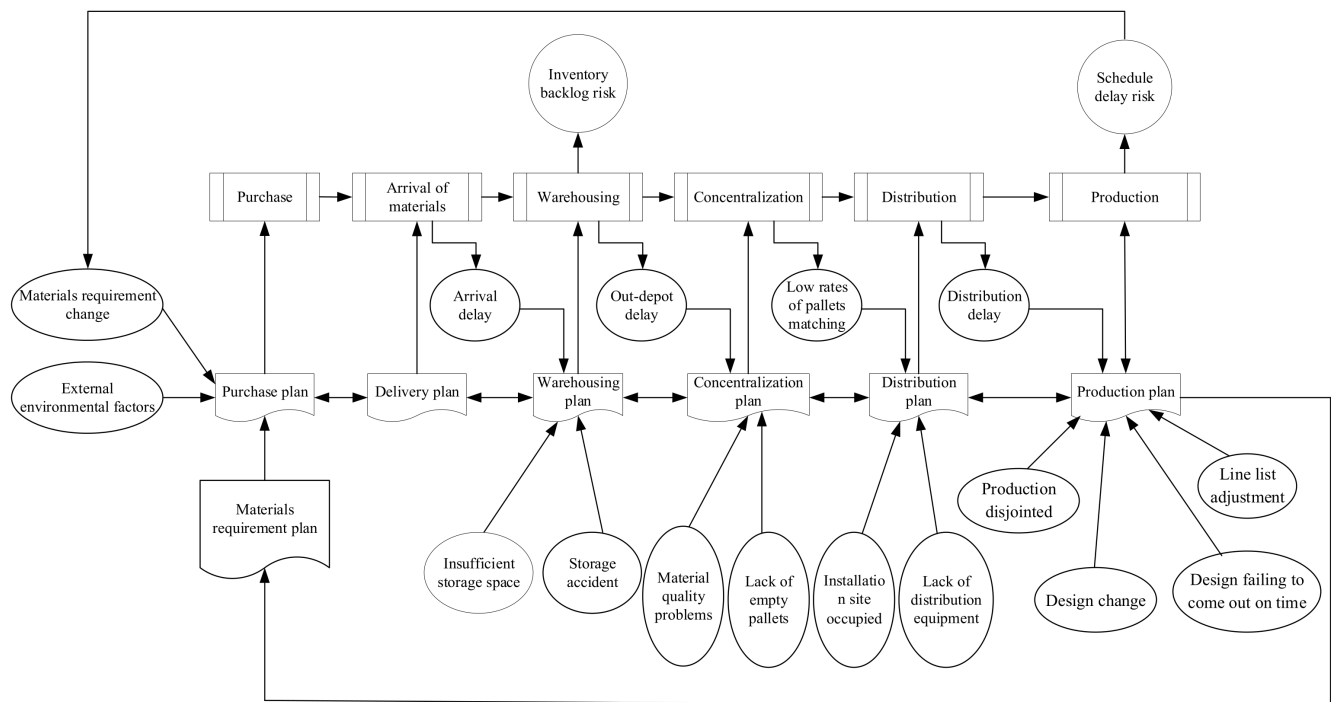 Inventory
backlog risk
Schedule
delay risk
Purchase
Arrival of
materials
Warehousing
Concentralization
Distribution
Production
Materials requirement
change
Arrival
delay
Out-depot
delay
Low rates
of pallets
matching
Distribution
delay
External
environmental factors
Purchase plan
Delivery plan
Warehousing
plan
Concentralization
plan
Distribution
plan
Production plan
Materials
requirement plan
Insufficient
storage space
Storage
accident
Material
quality
problems
Lack of
empty
pallets
Installatio
n site
occupied
Lack of
distribution
equipment
Production
disjointed
Design change
Design failing to
come out on time
Line list
adjustment